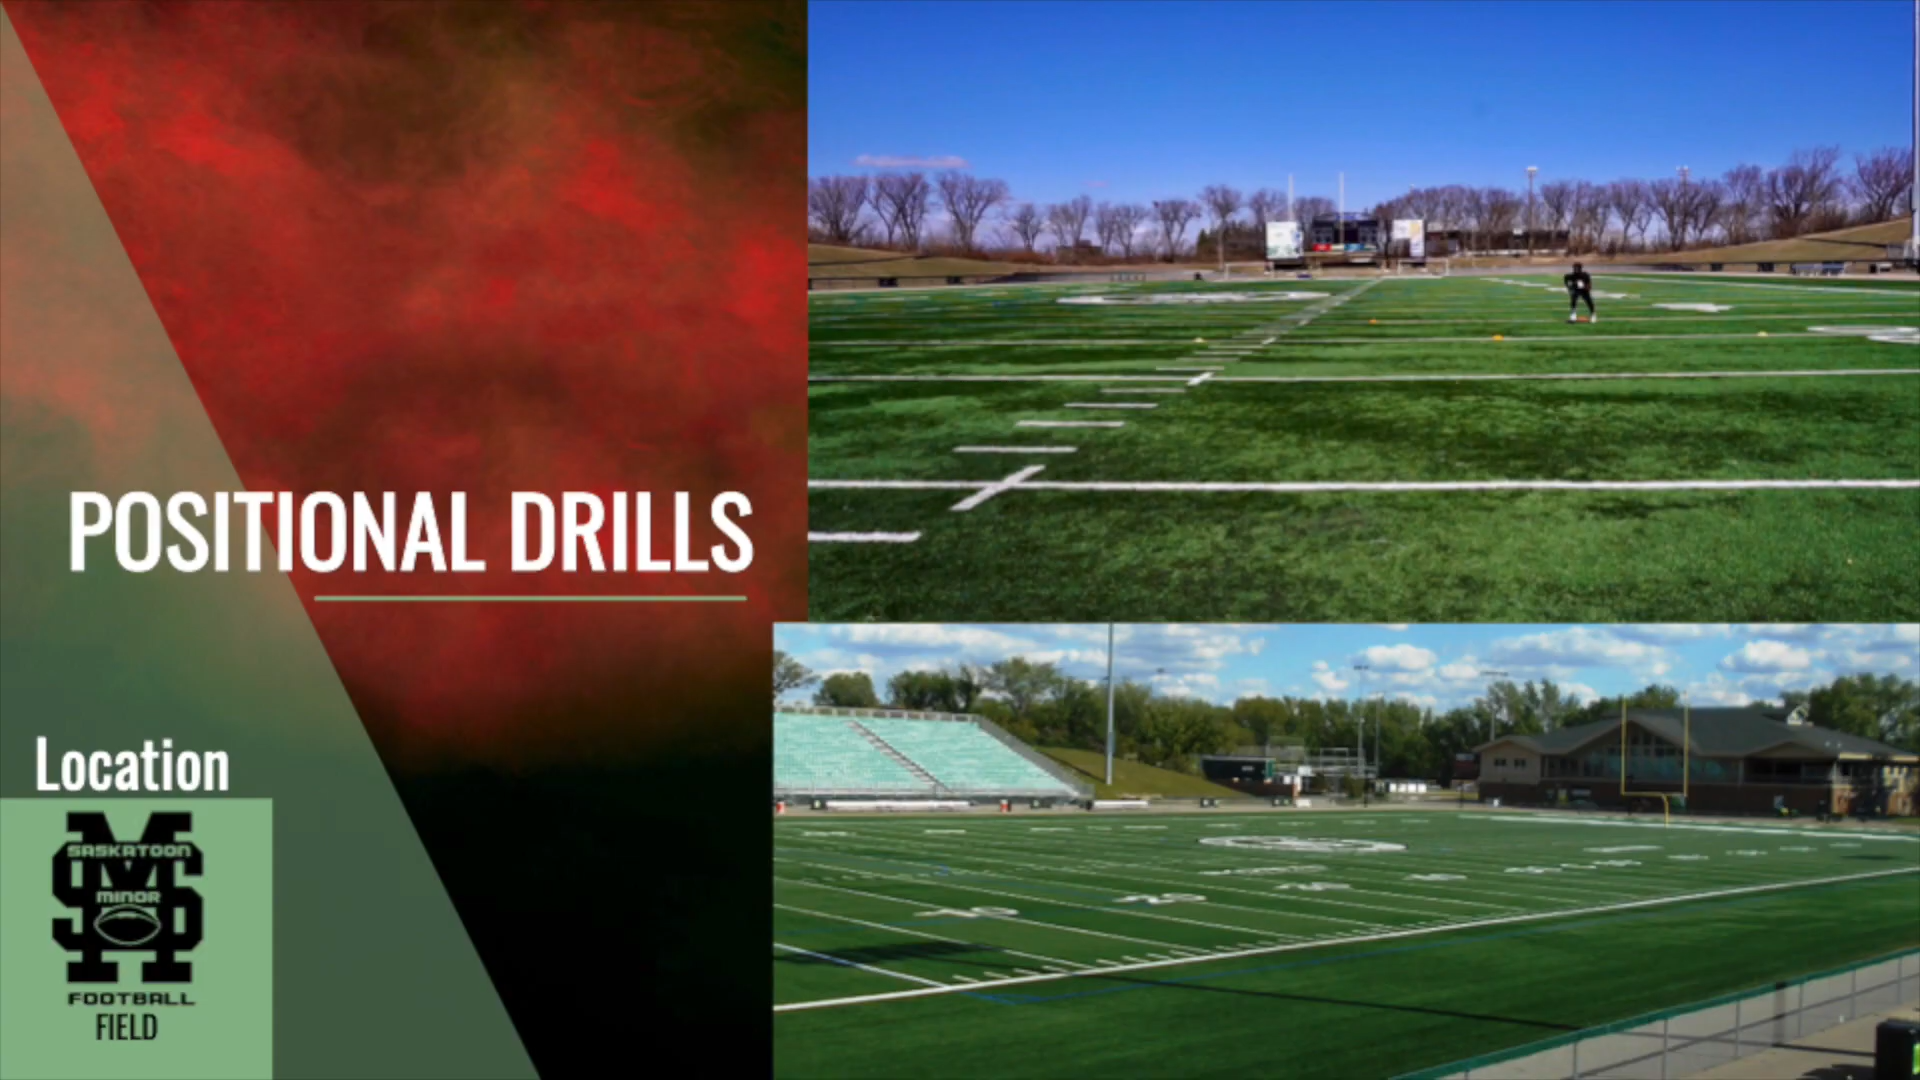 POSITIONAL DRILLS
Location
SASKATOON
MINOR
FOOTBALL
FIELD